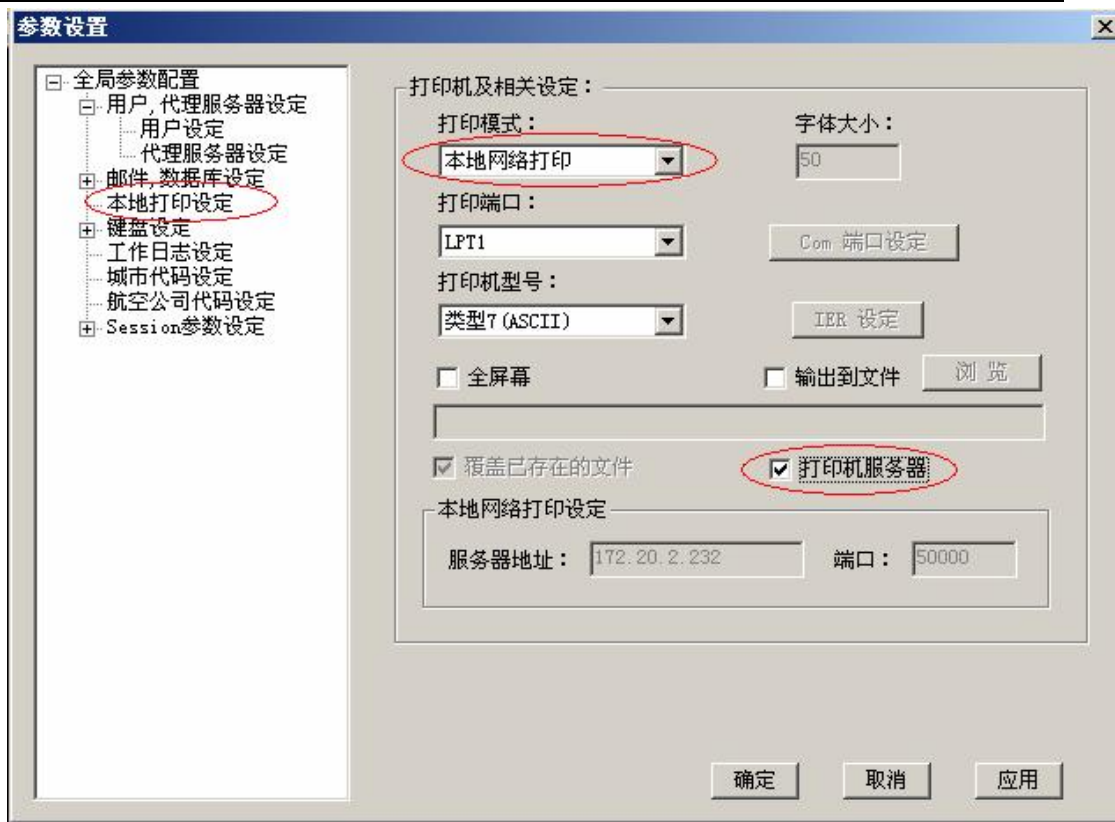 参数设置
全局参数配置
用户,代理服务器设定
用户设定
代理服务器设定
邮件,数据库设定
本地打印设定
键盘设定
工作日志设定
城市代码设定
航空公司代码设定
Session参数设定
打印机及相关设定：
打印模式：
字体大小：
本地网络打印
50
打印端口：
LPT1
Com 端口设定
打印机型号：
类型7(ASCII)
IER 设定
全屏幕
输出到文件
浏 览
覆盖已存在的文件
打印机服务器
本地网络打印设定
服务器地址： 172.20.2.232 端口： 50000
确定 取消 应用